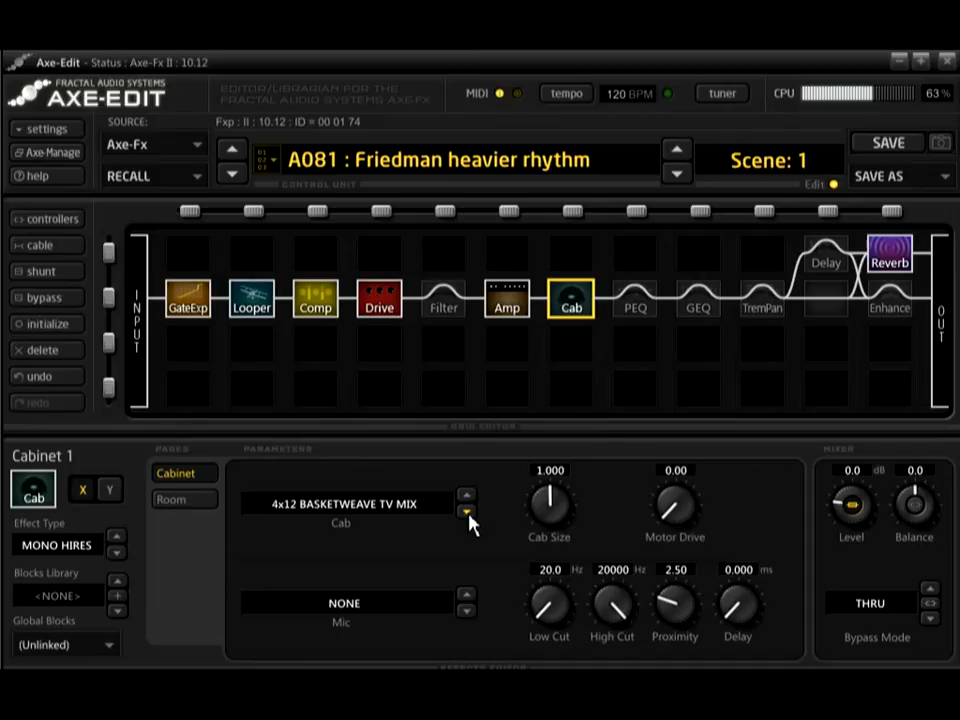 Axe-Edit - Status : Axe-Fx II : 10.12
FRACTAL AUDIO SYSTEMS
AXE-EDIT
EDITOR/LIBRARIAN FOR THE
FRACTAL AUDIO SYSTEMS AXE-FX
MIDI
tempo
120 BPM
tuner
CPU
63 %
settings
Axe-Manage
help
SOURCE:
Axe-Fx
RECALL
Fxp : II : 10.12 : ID = 00 01 74
A081 : Friedman heavier rhythm
CONTROL UNIT
Scene: 1
Edit
SAVE
SAVE AS
controllers
cable
shunt
bypass
initialize
delete
undo
redo
INPUT
GateExp
Looper
Comp
Drive
Filter
Amp
Cab
PEQ
GEQ
TremPan
Delay
Reverb
Enhance
OUT
GRID EDITOR
Cabinet 1
Cab
X
Y
Effect Type
MONO HIRES
Blocks Library
<NONE>
Global Blocks
(Unlinked)
PAGES
Cabinet
Room
PARAMETERS
4x12 BASKETWEAVE TV MIX
Cab
NONE
Mic
1.000
Cab Size
0.00
Motor Drive
20.0 Hz
Low Cut
20000 Hz
High Cut
2.50
Proximity
0.000 ms
Delay
MIXER
0.0 dB
Level
0.0
Balance
THRU
Bypass Mode
EFFECTS EDITOR